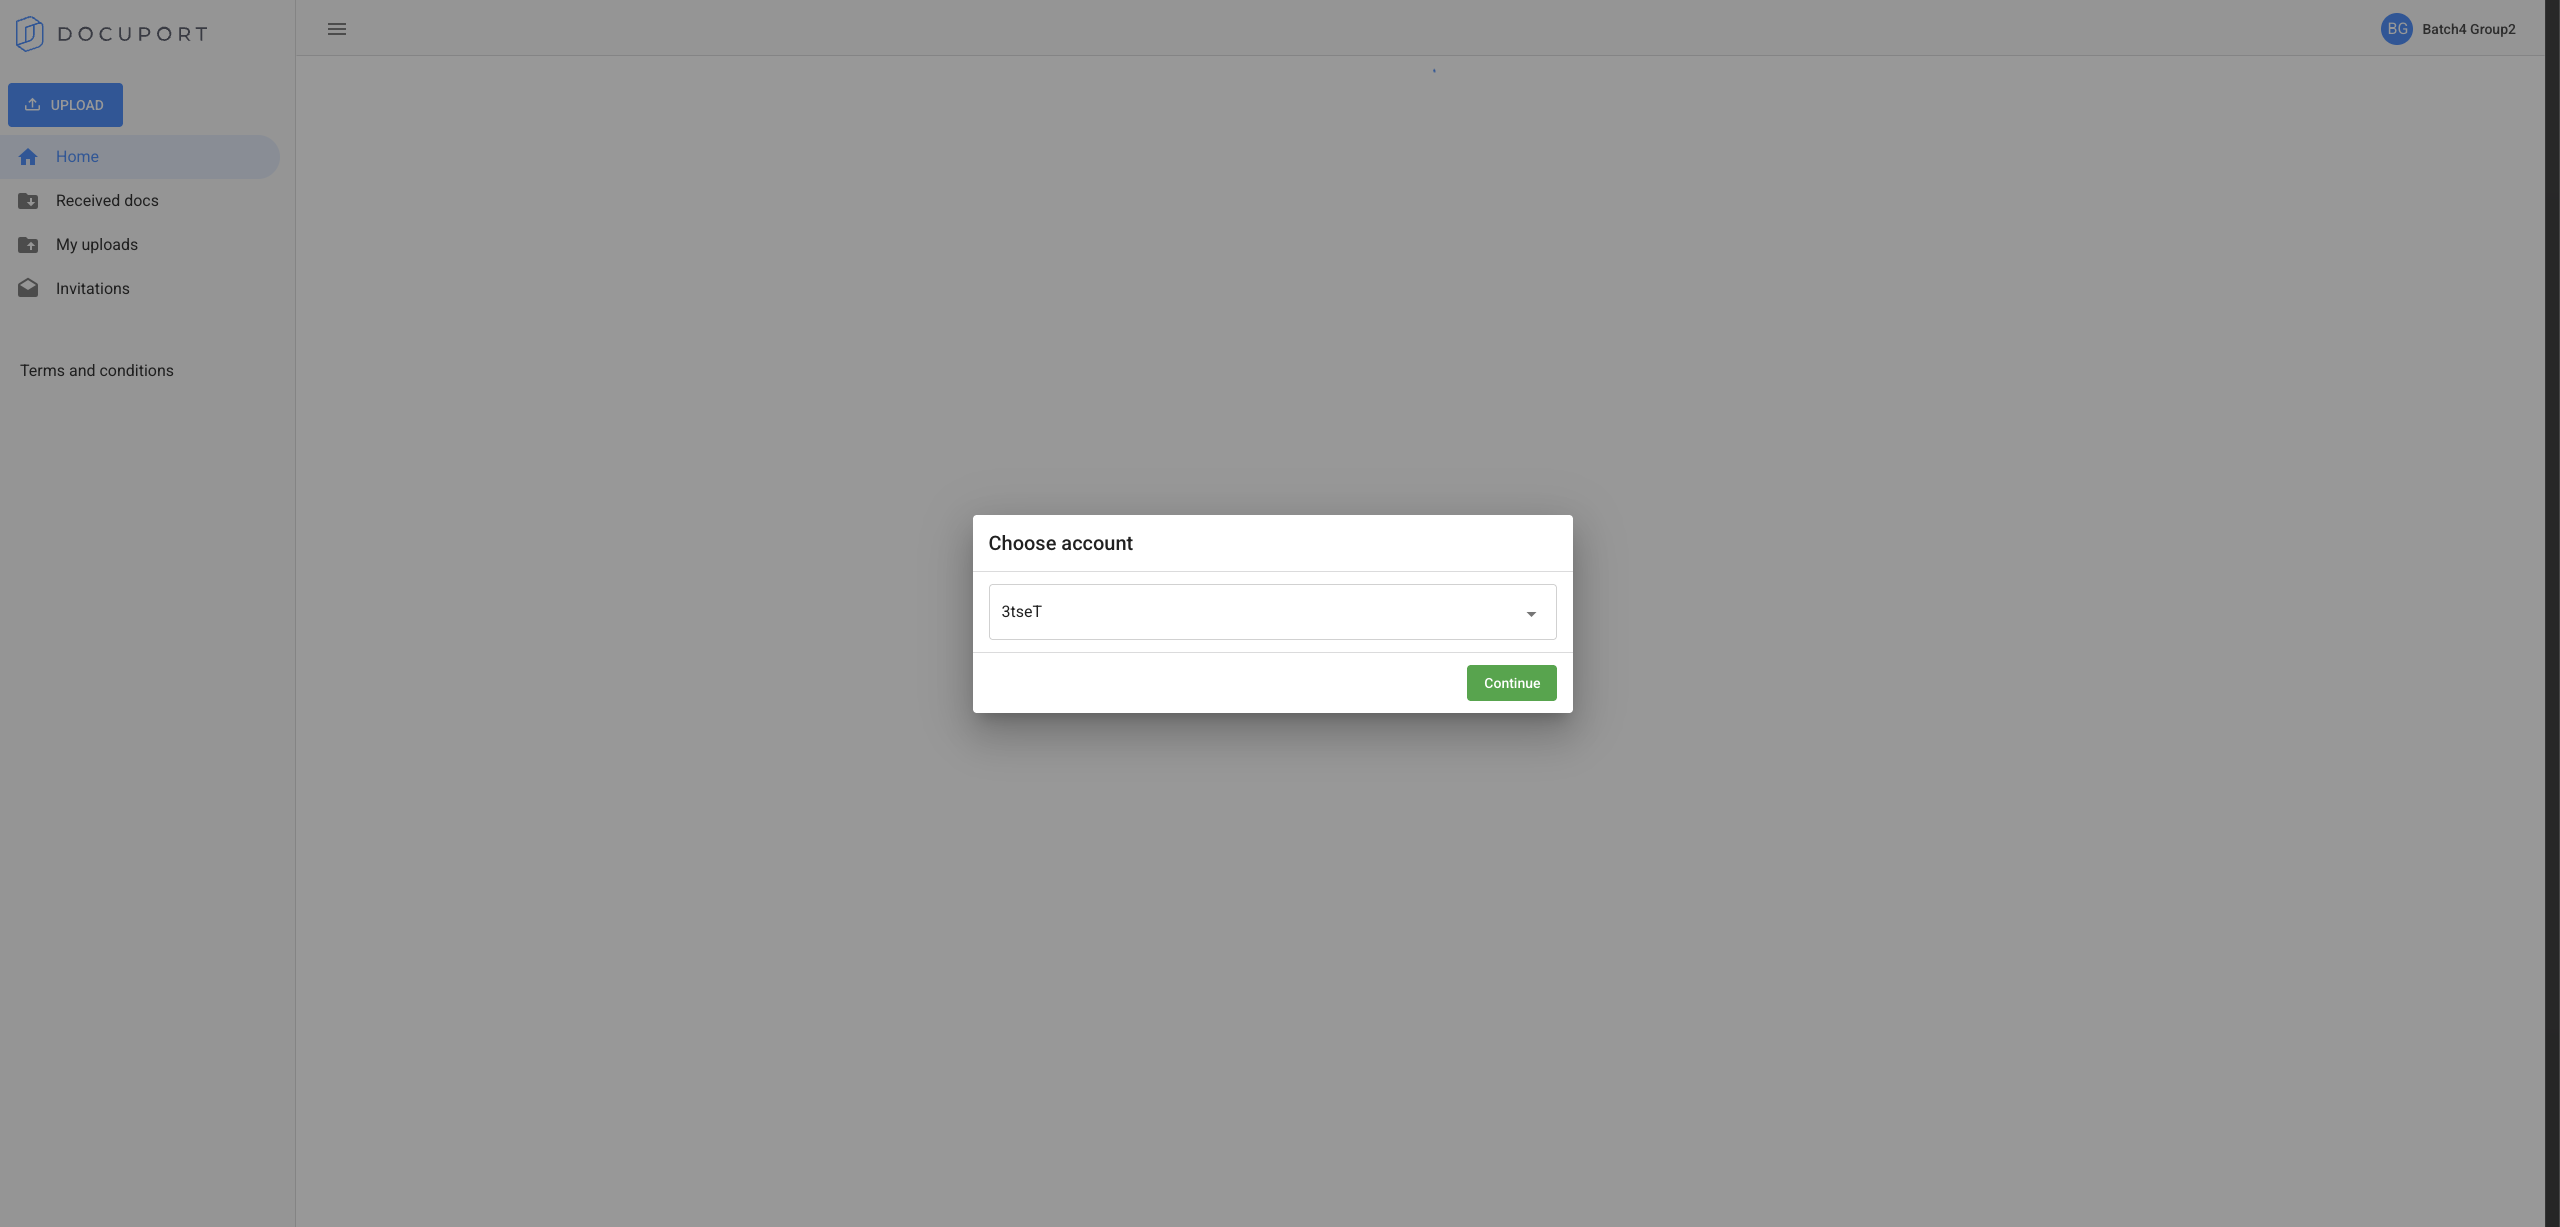 DOCUPORT
BG Batch4 Group2
UPLOAD
Home
Received docs
My uploads
Invitations
Terms and conditions
Choose account
3tseT
Continue